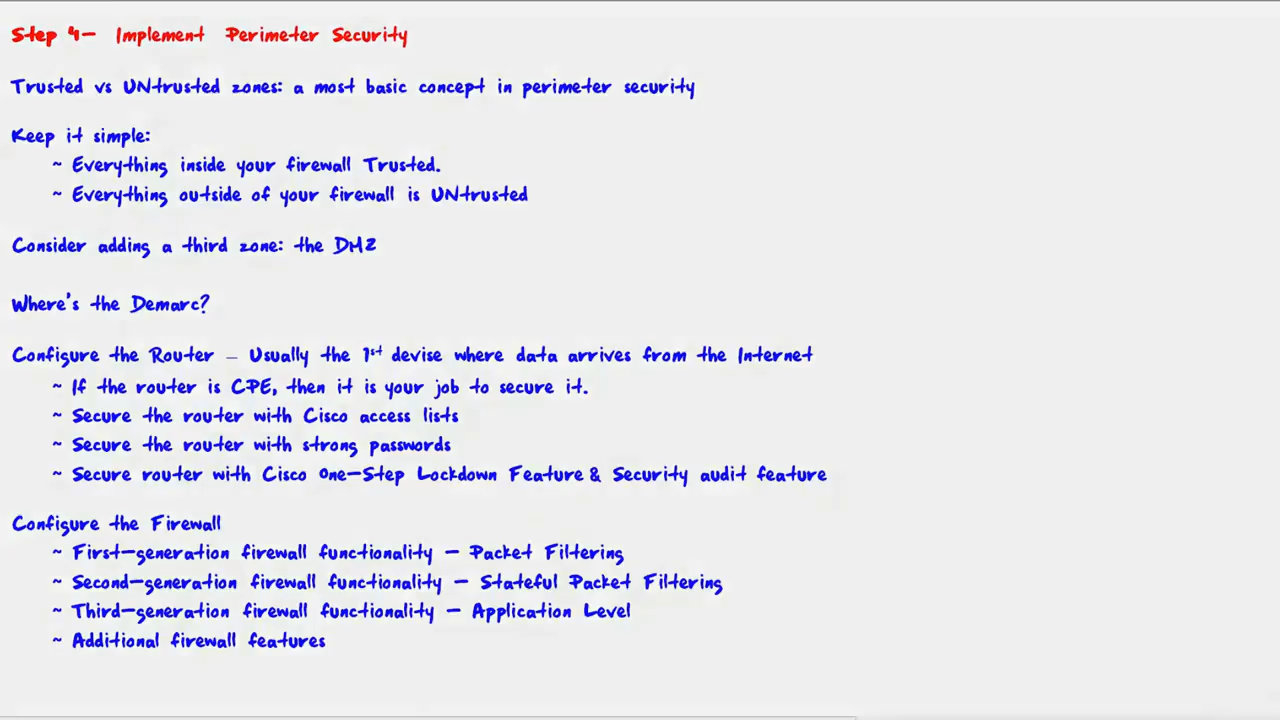 Step 4- Implement Perimeter Security
Trusted vs UNtrusted zones: a most basic concept in perimeter security
Keep it simple:
~ Everything inside your firewall Trusted.
~ Everything outside of your firewall is UNtrusted
Consider adding a third zone: the DMZ
Where's the Demarc?
Configure the Router – Usually the 1st devise where data arrives from the Internet
~ If the router is CPE, then it is your job to secure it.
~ Secure the router with Cisco access lists
~ Secure the router with strong passwords
~ Secure router with Cisco One-Step Lockdown Feature & Security audit feature
Configure the Firewall
~ First-generation firewall functionality - Packet Filtering
~ Second-generation firewall functionality - Stateful Packet Filtering
~ Third-generation firewall functionality - Application Level
~ Additional firewall features